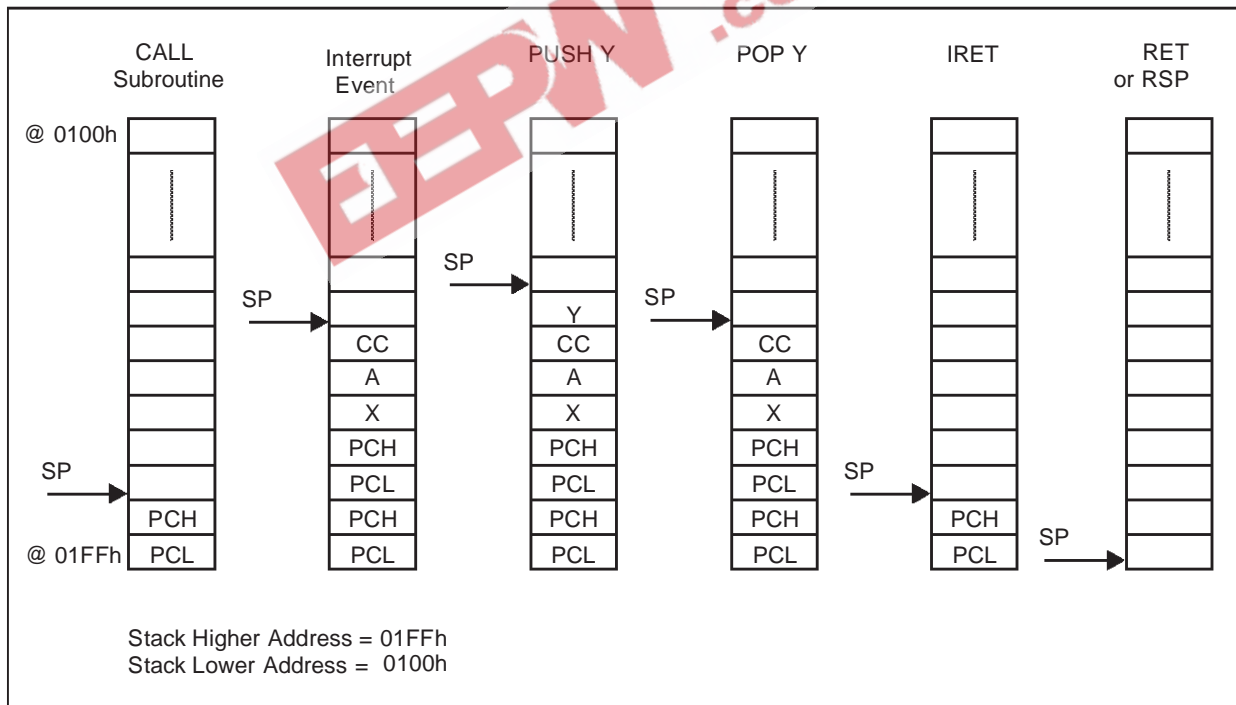 CALL
Subroutine
Interrupt
Event
PUSH Y
POP Y
IRET
RET
or RSP
@ 0100h
SP
SP
SP
Y
CC
CC
CC
A
A
A
X
X
X
PCH
PCH
PCH
SP
PCL
PCL
PCL
SP
PCH
PCH
PCH
PCH
PCH
SP
@ 01FFh
PCL
PCL
PCL
PCL
PCL
Stack Higher Address = 01FFh
Stack Lower Address = 0100h
EEPW
.co